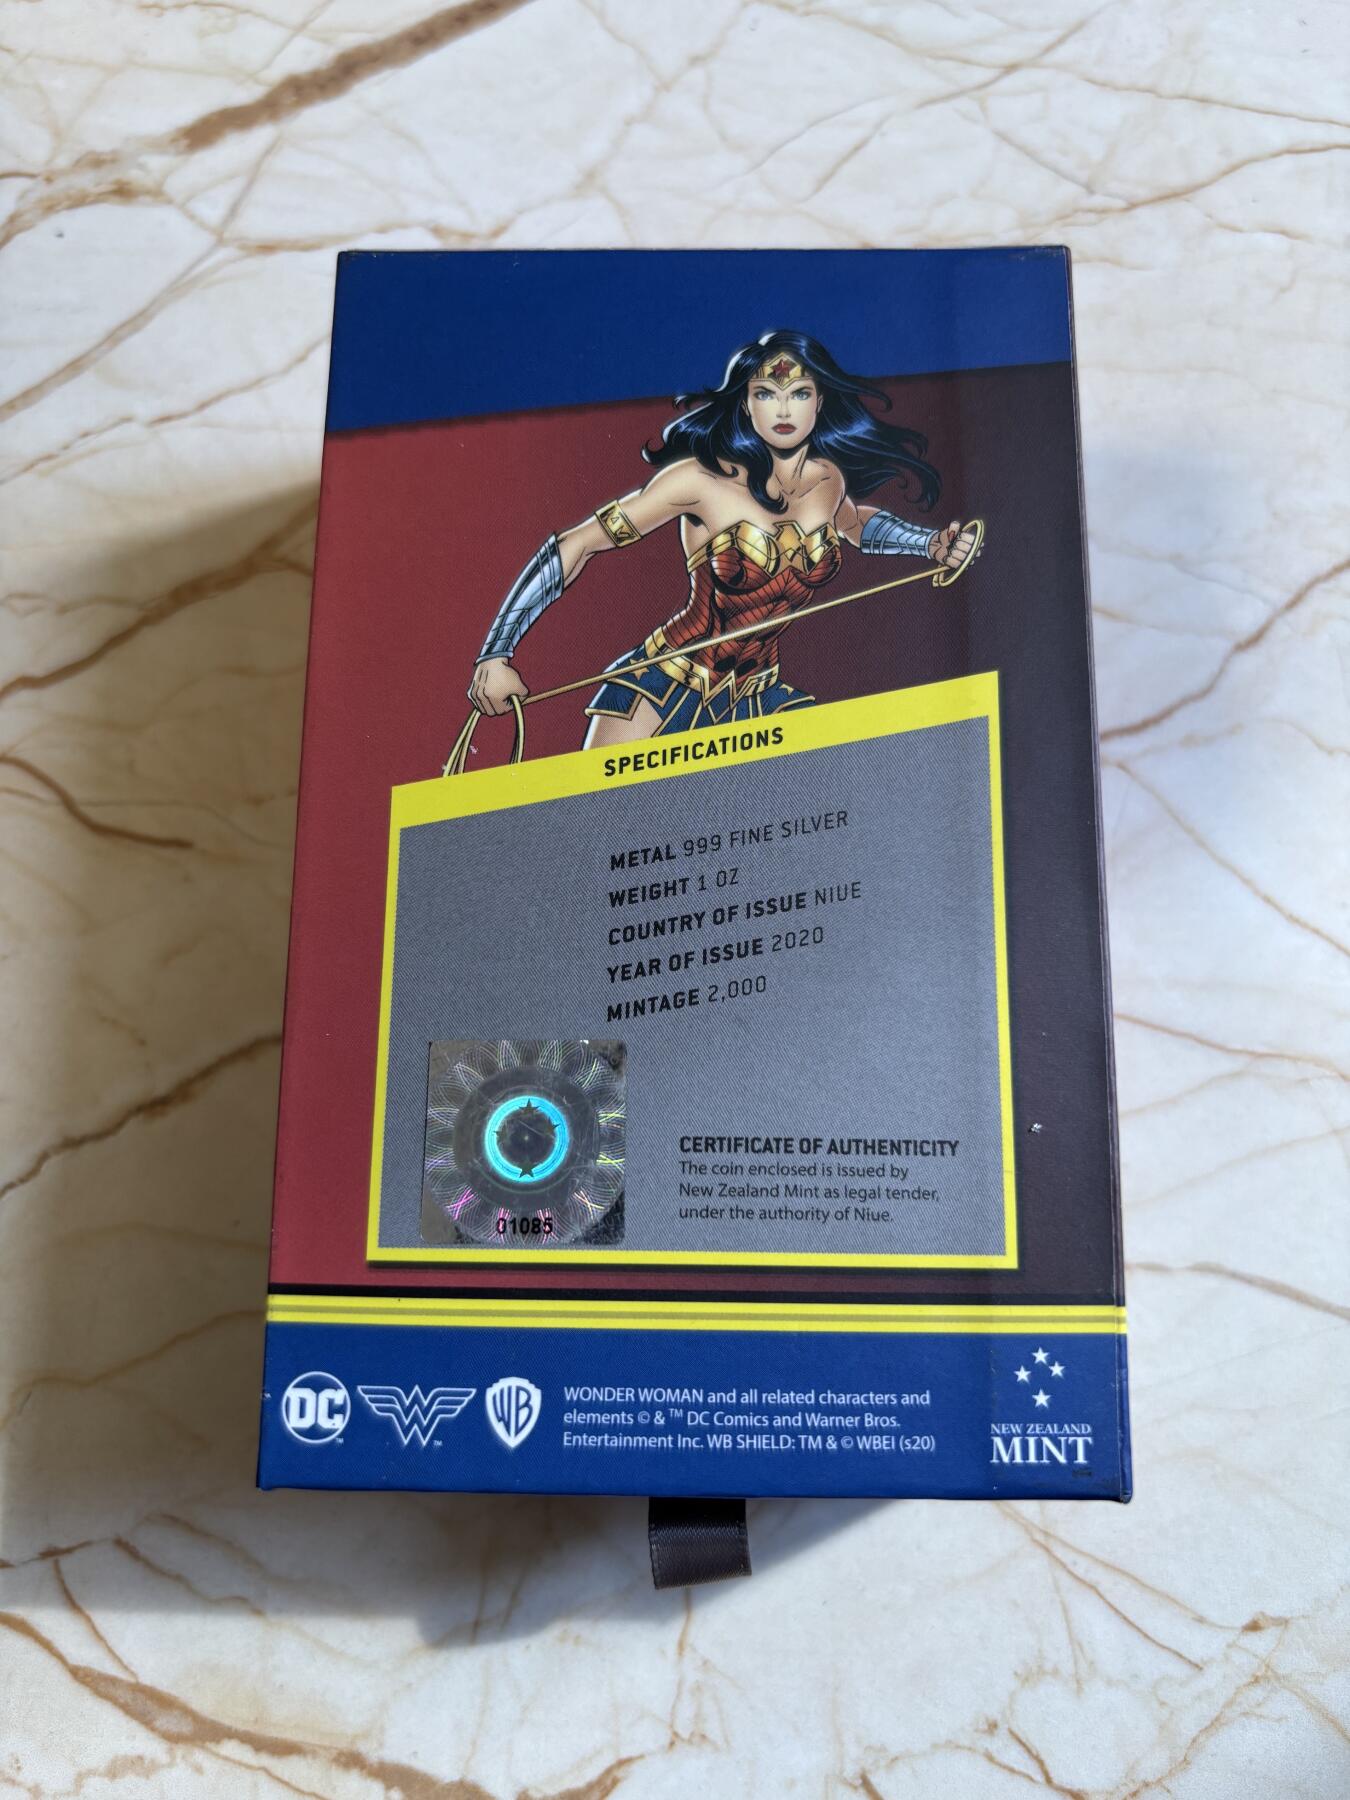 SPECIFICATIONS
METAL 999 FINE SILVER
WEIGHT 1 OZ
COUNTRY OF ISSUE NIUE
YEAR OF ISSUE 2020
MINTAGE 2,000
01085
CERTIFICATE OF AUTHENTICITY
The coin enclosed is issued by
New Zealand Mint as legal tender,
under the authority of Niue.
DC™
W™
WB
WONDER WOMAN and all related characters and
elements © & ™ DC Comics and Warner Bros.
Entertainment Inc. WB SHIELD: TM & © WBEI (s20)
NEW ZEALAND
MINT